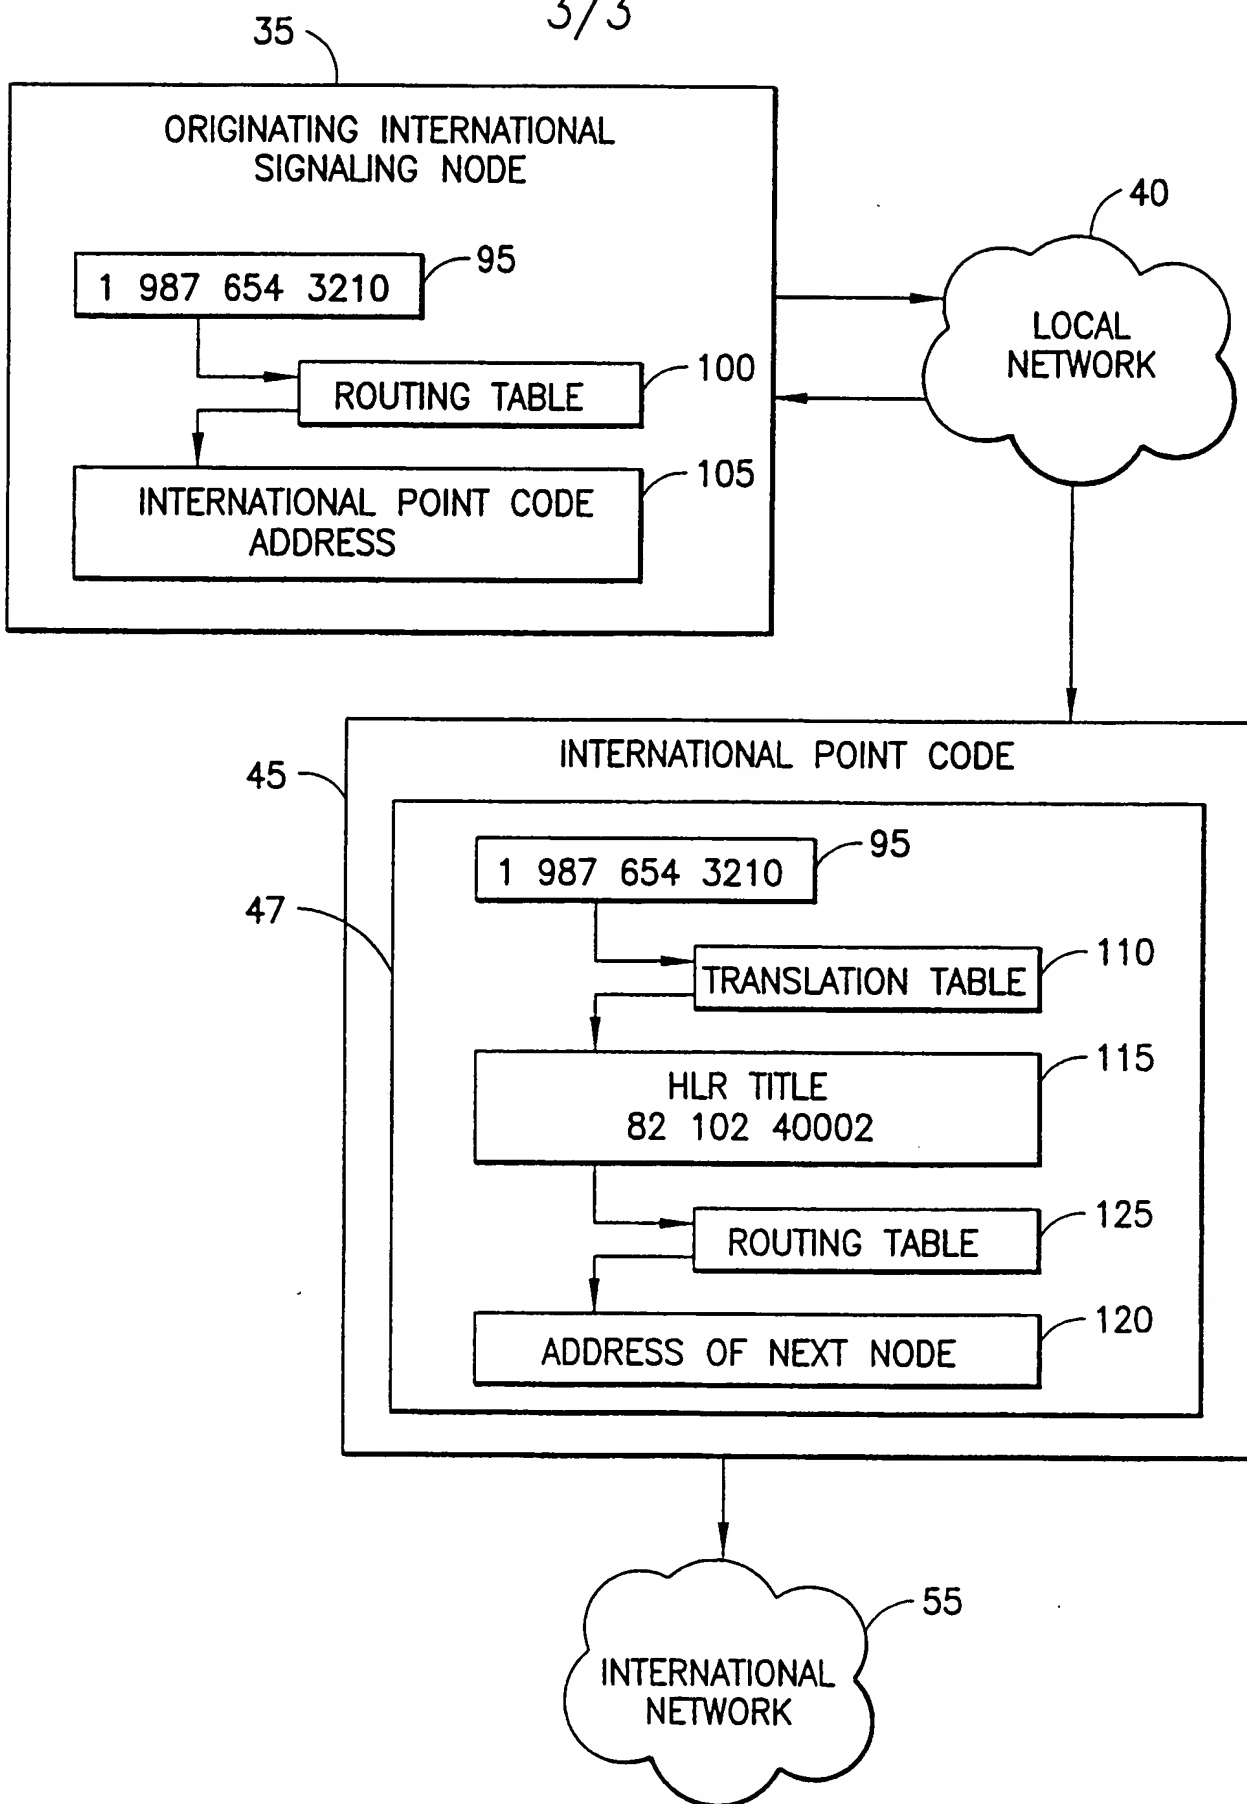 3/3
35
ORIGINATING INTERNATIONAL
SIGNALING NODE
40
1 987 654 3210
95
LOCAL
NETWORK
ROUTING TABLE
100
INTERNATIONAL POINT CODE
ADDRESS
105
INTERNATIONAL POINT CODE
45
1 987 654 3210
95
47
TRANSLATION TABLE
110
HLR TITLE
82 102 40002
115
ROUTING TABLE
125
ADDRESS OF NEXT NODE
120
55
INTERNATIONAL
NETWORK